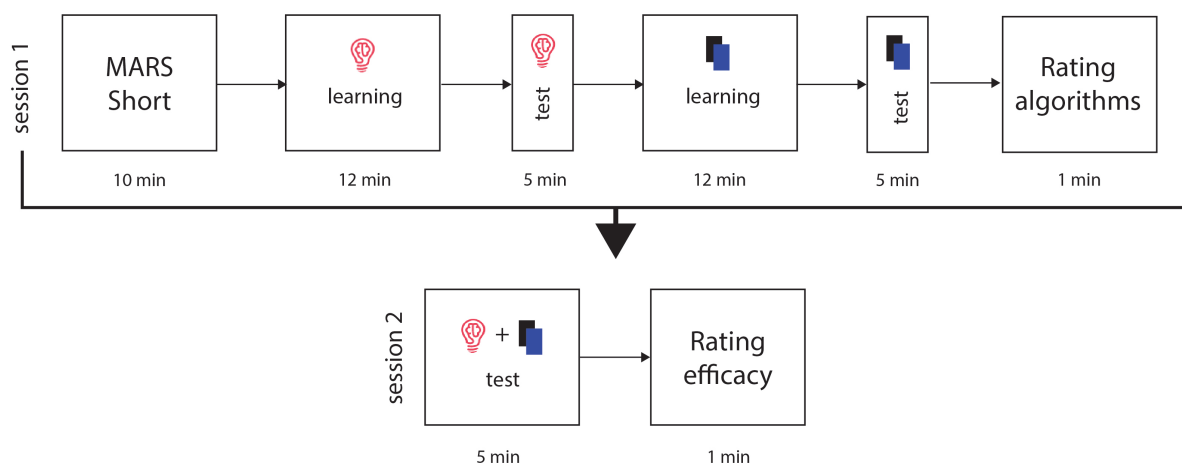 session 1
MARS
Short
learning
test
learning
test
Rating
algorithms
10 min
12 min
5 min
12 min
5 min
1 min
session 2
+
test
Rating
efficacy
5 min
1 min